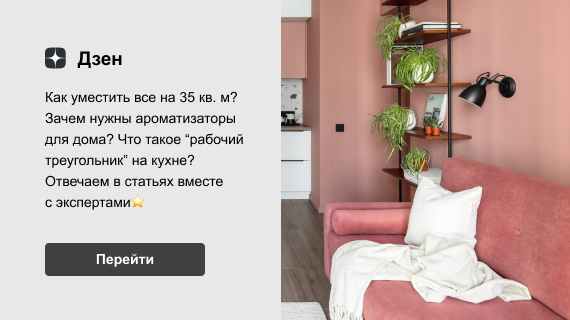 Дзен
Как уместить все на 35 кв. м?
Зачем нужны ароматизаторы
для дома? Что такое “рабочий
треугольник” на кухне?
Отвечаем в статьях вместе
с экспертами⭐
Перейти